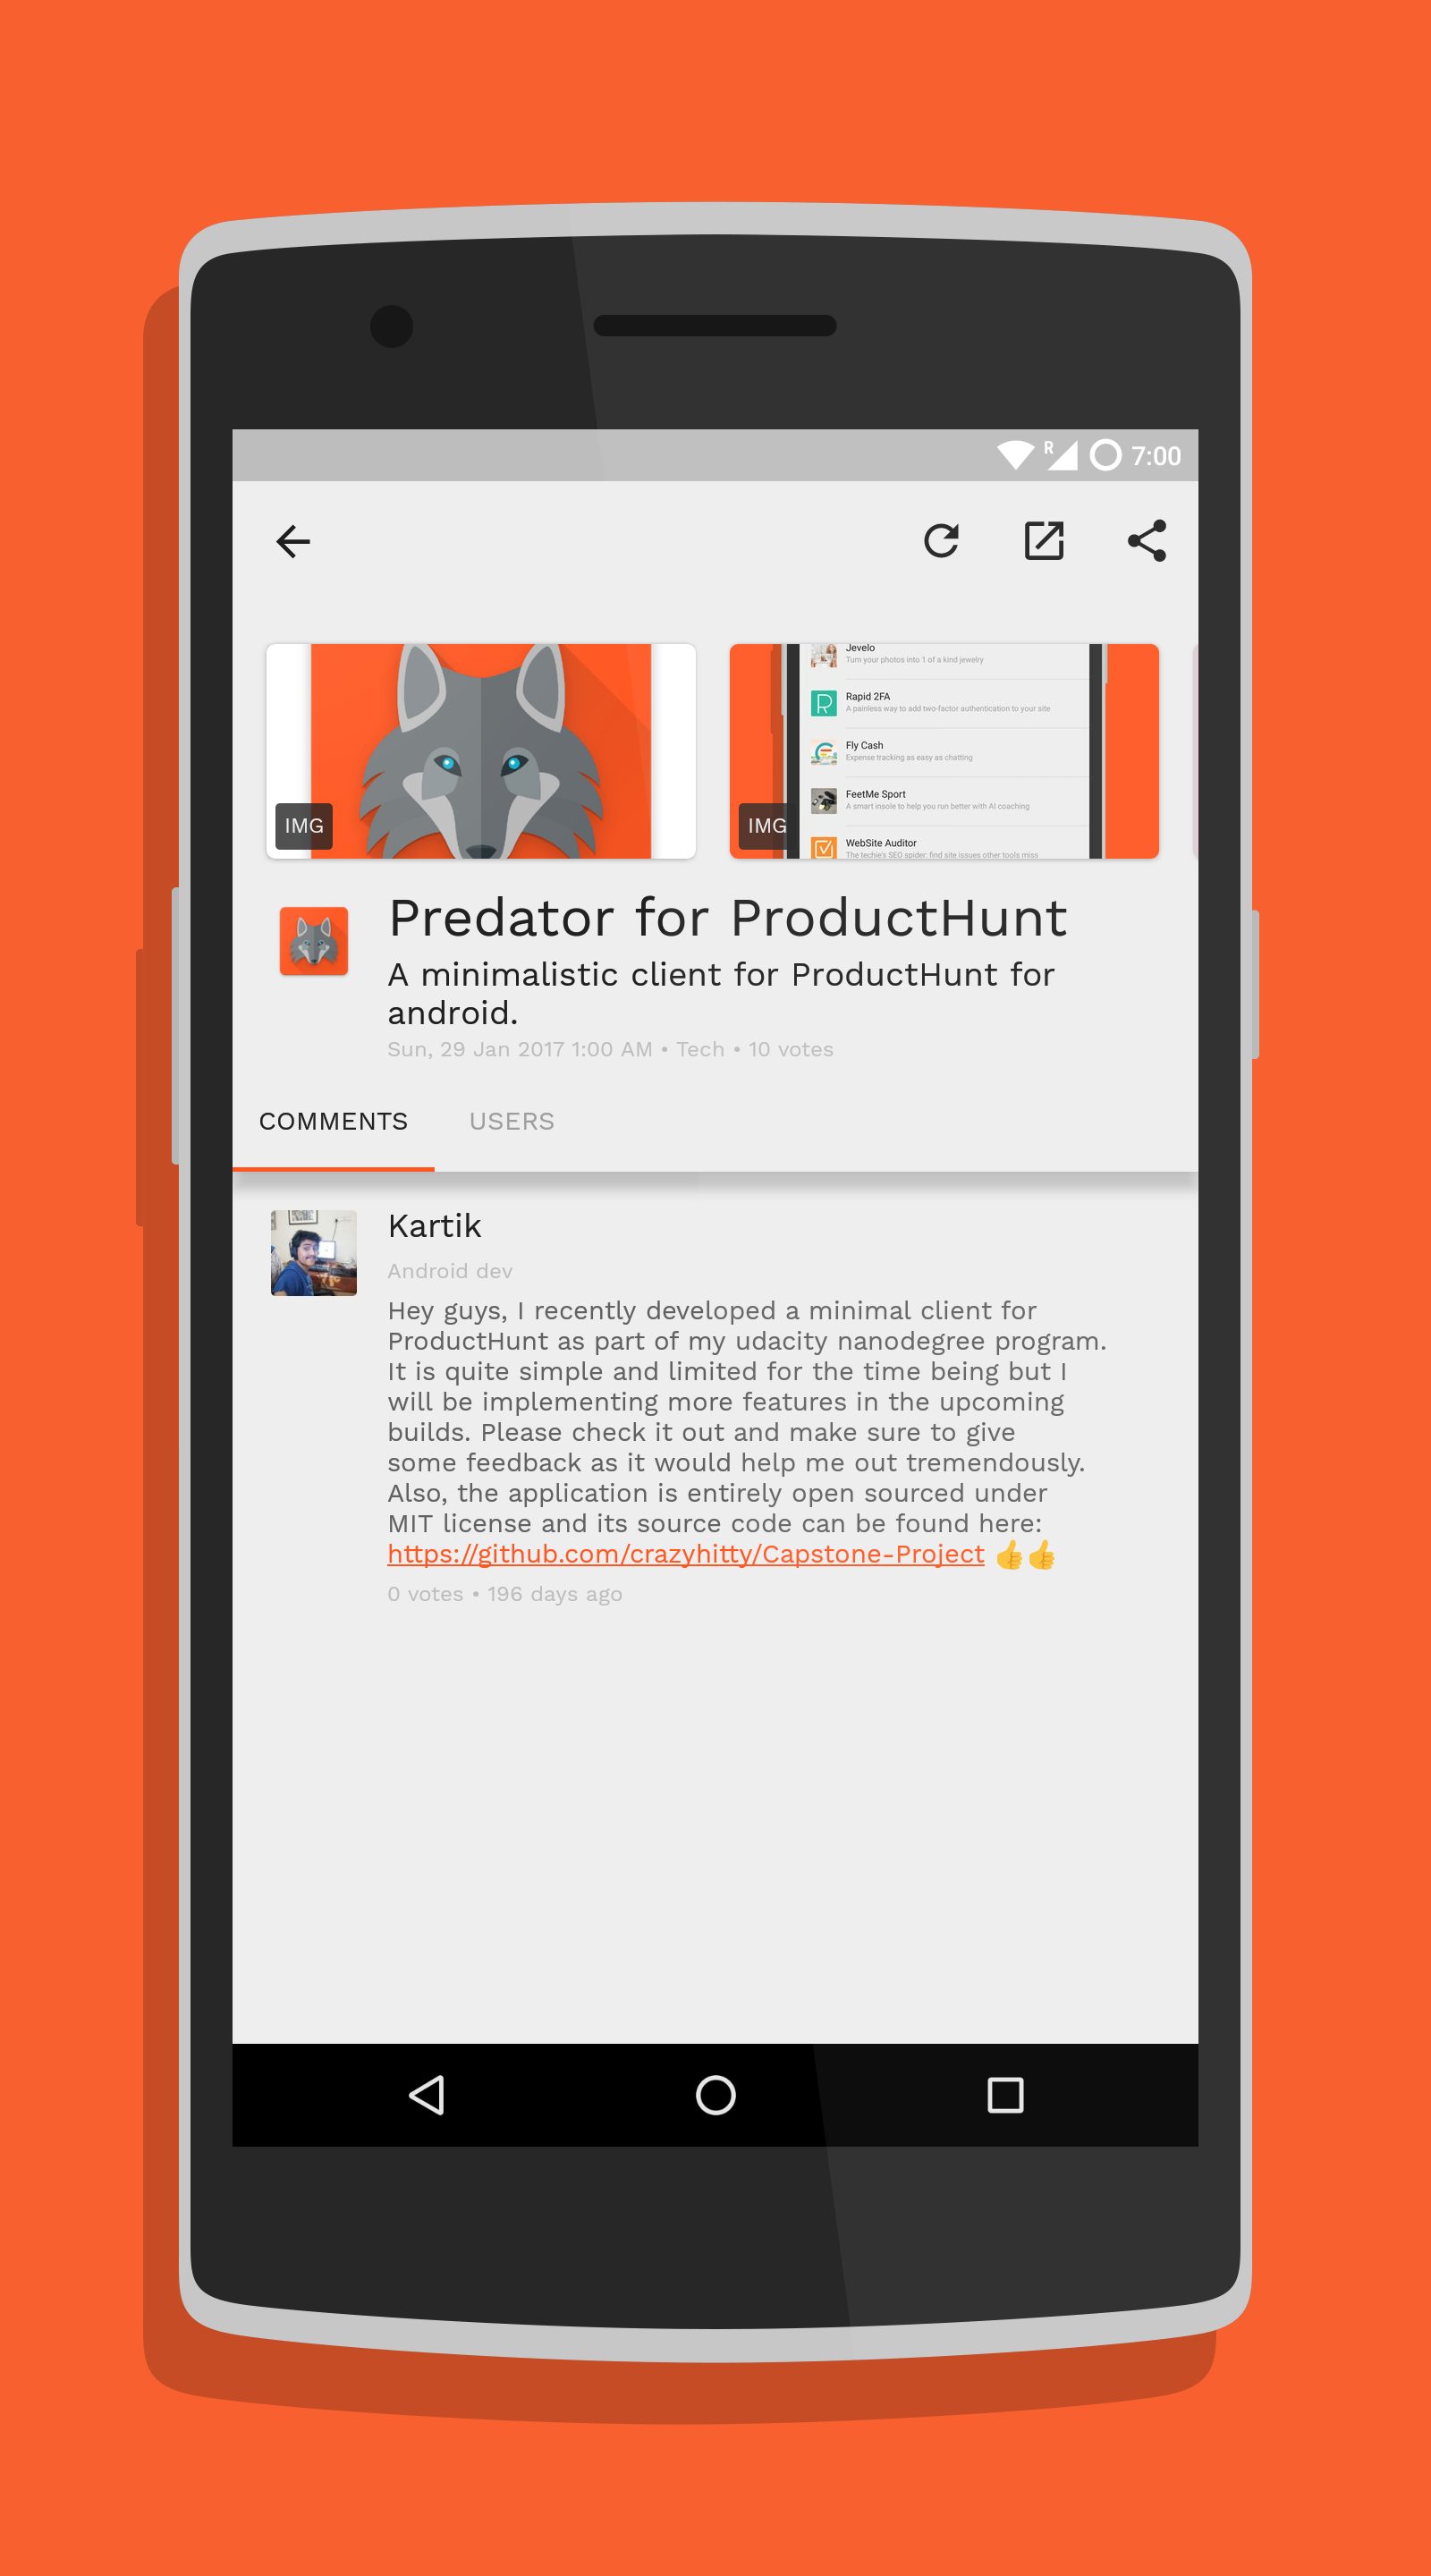 R 7:00
IMG
Jevelo
Turn your photos into 1 of a kind jewelry
Rapid 2FA
A painless way to add two-factor authentication to your site
Fly Cash
Expense tracking as easy as chatting
FeetMe Sport
A smart insole to help you run better with AI coaching
WebSite Auditor
The techie's SEO spider: find site issues other tools miss
IMG
Predator for ProductHunt
A minimalistic client for ProductHunt for
android.
Sun, 29 Jan 2017 1:00 AM • Tech • 10 votes
COMMENTS USERS
Kartik
Android dev
Hey guys, I recently developed a minimal client for
ProductHunt as part of my udacity nanodegree program.
It is quite simple and limited for the time being but I
will be implementing more features in the upcoming
builds. Please check it out and make sure to give
some feedback as it would help me out tremendously.
Also, the application is entirely open sourced under
MIT license and its source code can be found here:
https://github.com/crazyhitty/Capstone-Project 👍👍
0 votes • 196 days ago